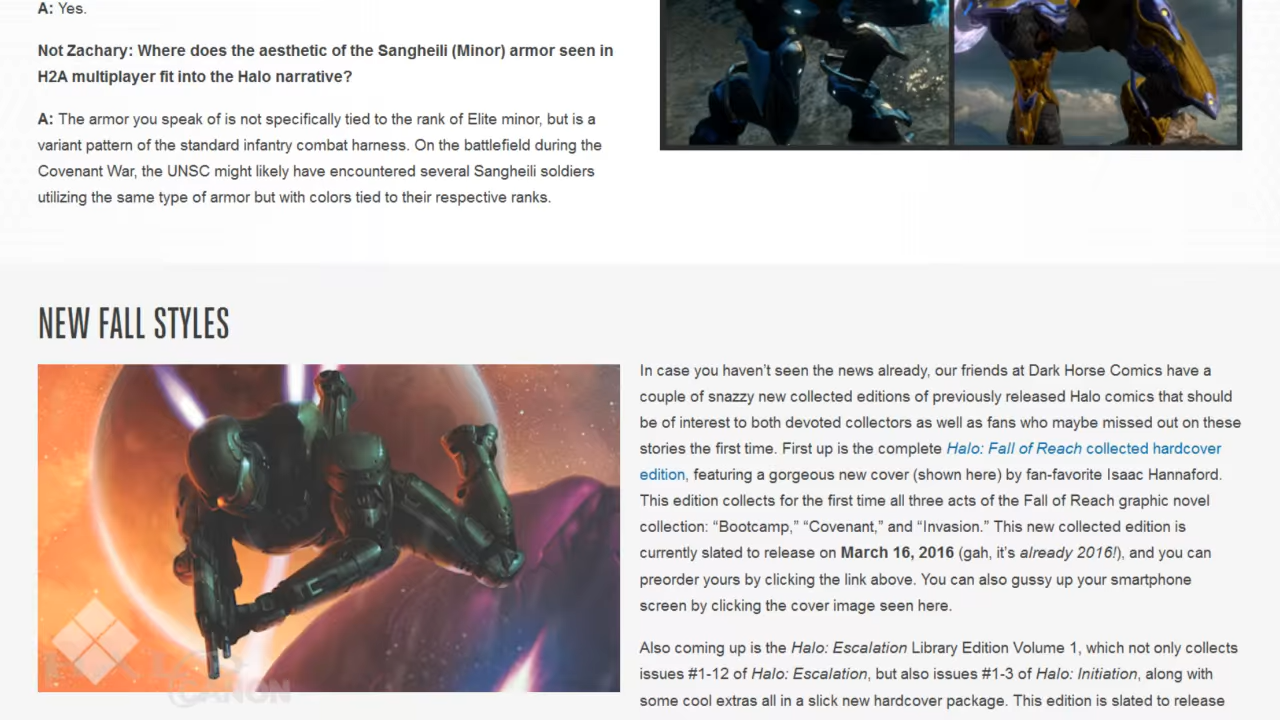 A: Yes.
Not Zachary: Where does the aesthetic of the Sangheili (Minor) armor seen in
H2A multiplayer fit into the Halo narrative?
A: The armor you speak of is not specifically tied to the rank of Elite minor, but is a
variant pattern of the standard infantry combat harness. On the battlefield during the
Covenant War, the UNSC might likely have encountered several Sangheili soldiers
utilizing the same type of armor but with colors tied to their respective ranks.
NEW FALL STYLES
In case you haven’t seen the news already, our friends at Dark Horse Comics have a
couple of snazzy new collected editions of previously released Halo comics that should
be of interest to both devoted collectors as well as fans who maybe missed out on these
stories the first time. First up is the complete Halo: Fall of Reach collected hardcover
edition, featuring a gorgeous new cover (shown here) by fan-favorite Isaac Hannaford.
This edition collects for the first time all three acts of the Fall of Reach graphic novel
collection: “Bootcamp,” “Covenant,” and “Invasion.” This new collected edition is
currently slated to release on March 16, 2016 (gah, it’s already 2016!), and you can
preorder yours by clicking the link above. You can also gussy up your smartphone
screen by clicking the cover image seen here.
Also coming up is the Halo: Escalation Library Edition Volume 1, which not only collects
issues #1-12 of Halo: Escalation, but also issues #1-3 of Halo: Initiation, along with
some cool extras all in a slick new hardcover package. This edition is slated to release
HALO
CANON